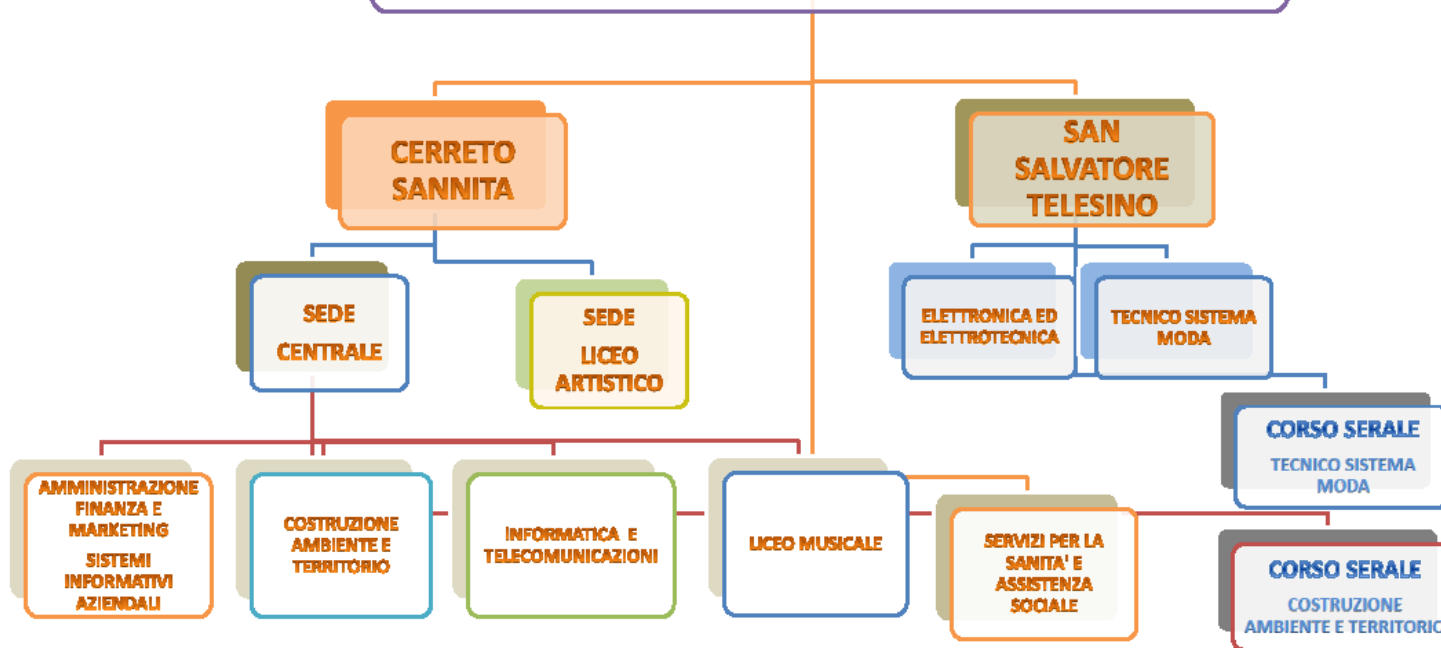 CERRETO
SANNITA
SAN
SALVATORE
TELESINO
SEDE
CENTRALE
SEDE
LICEO
ARTISTICO
ELETTRONICA ED
ELETTROTECNICA
TECNICO SISTEMA
MODA
CORSO SERALE
TECNICO SISTEMA
MODA
AMMINISTRAZIONE
FINANZA E
MARKETING
SISTEMI
INFORMATIVI
AZIENDALI
COSTRUZIONE
AMBIENTE E
TERRITORIO
INFORMATICA E
TELECOMUNICAZIONI
LICEO MUSICALE
SERVIZI PER LA
SANITA' E
ASSISTENZA
SOCIALE
CORSO SERALE
COSTRUZIONE
AMBIENTE E TERRITORIO